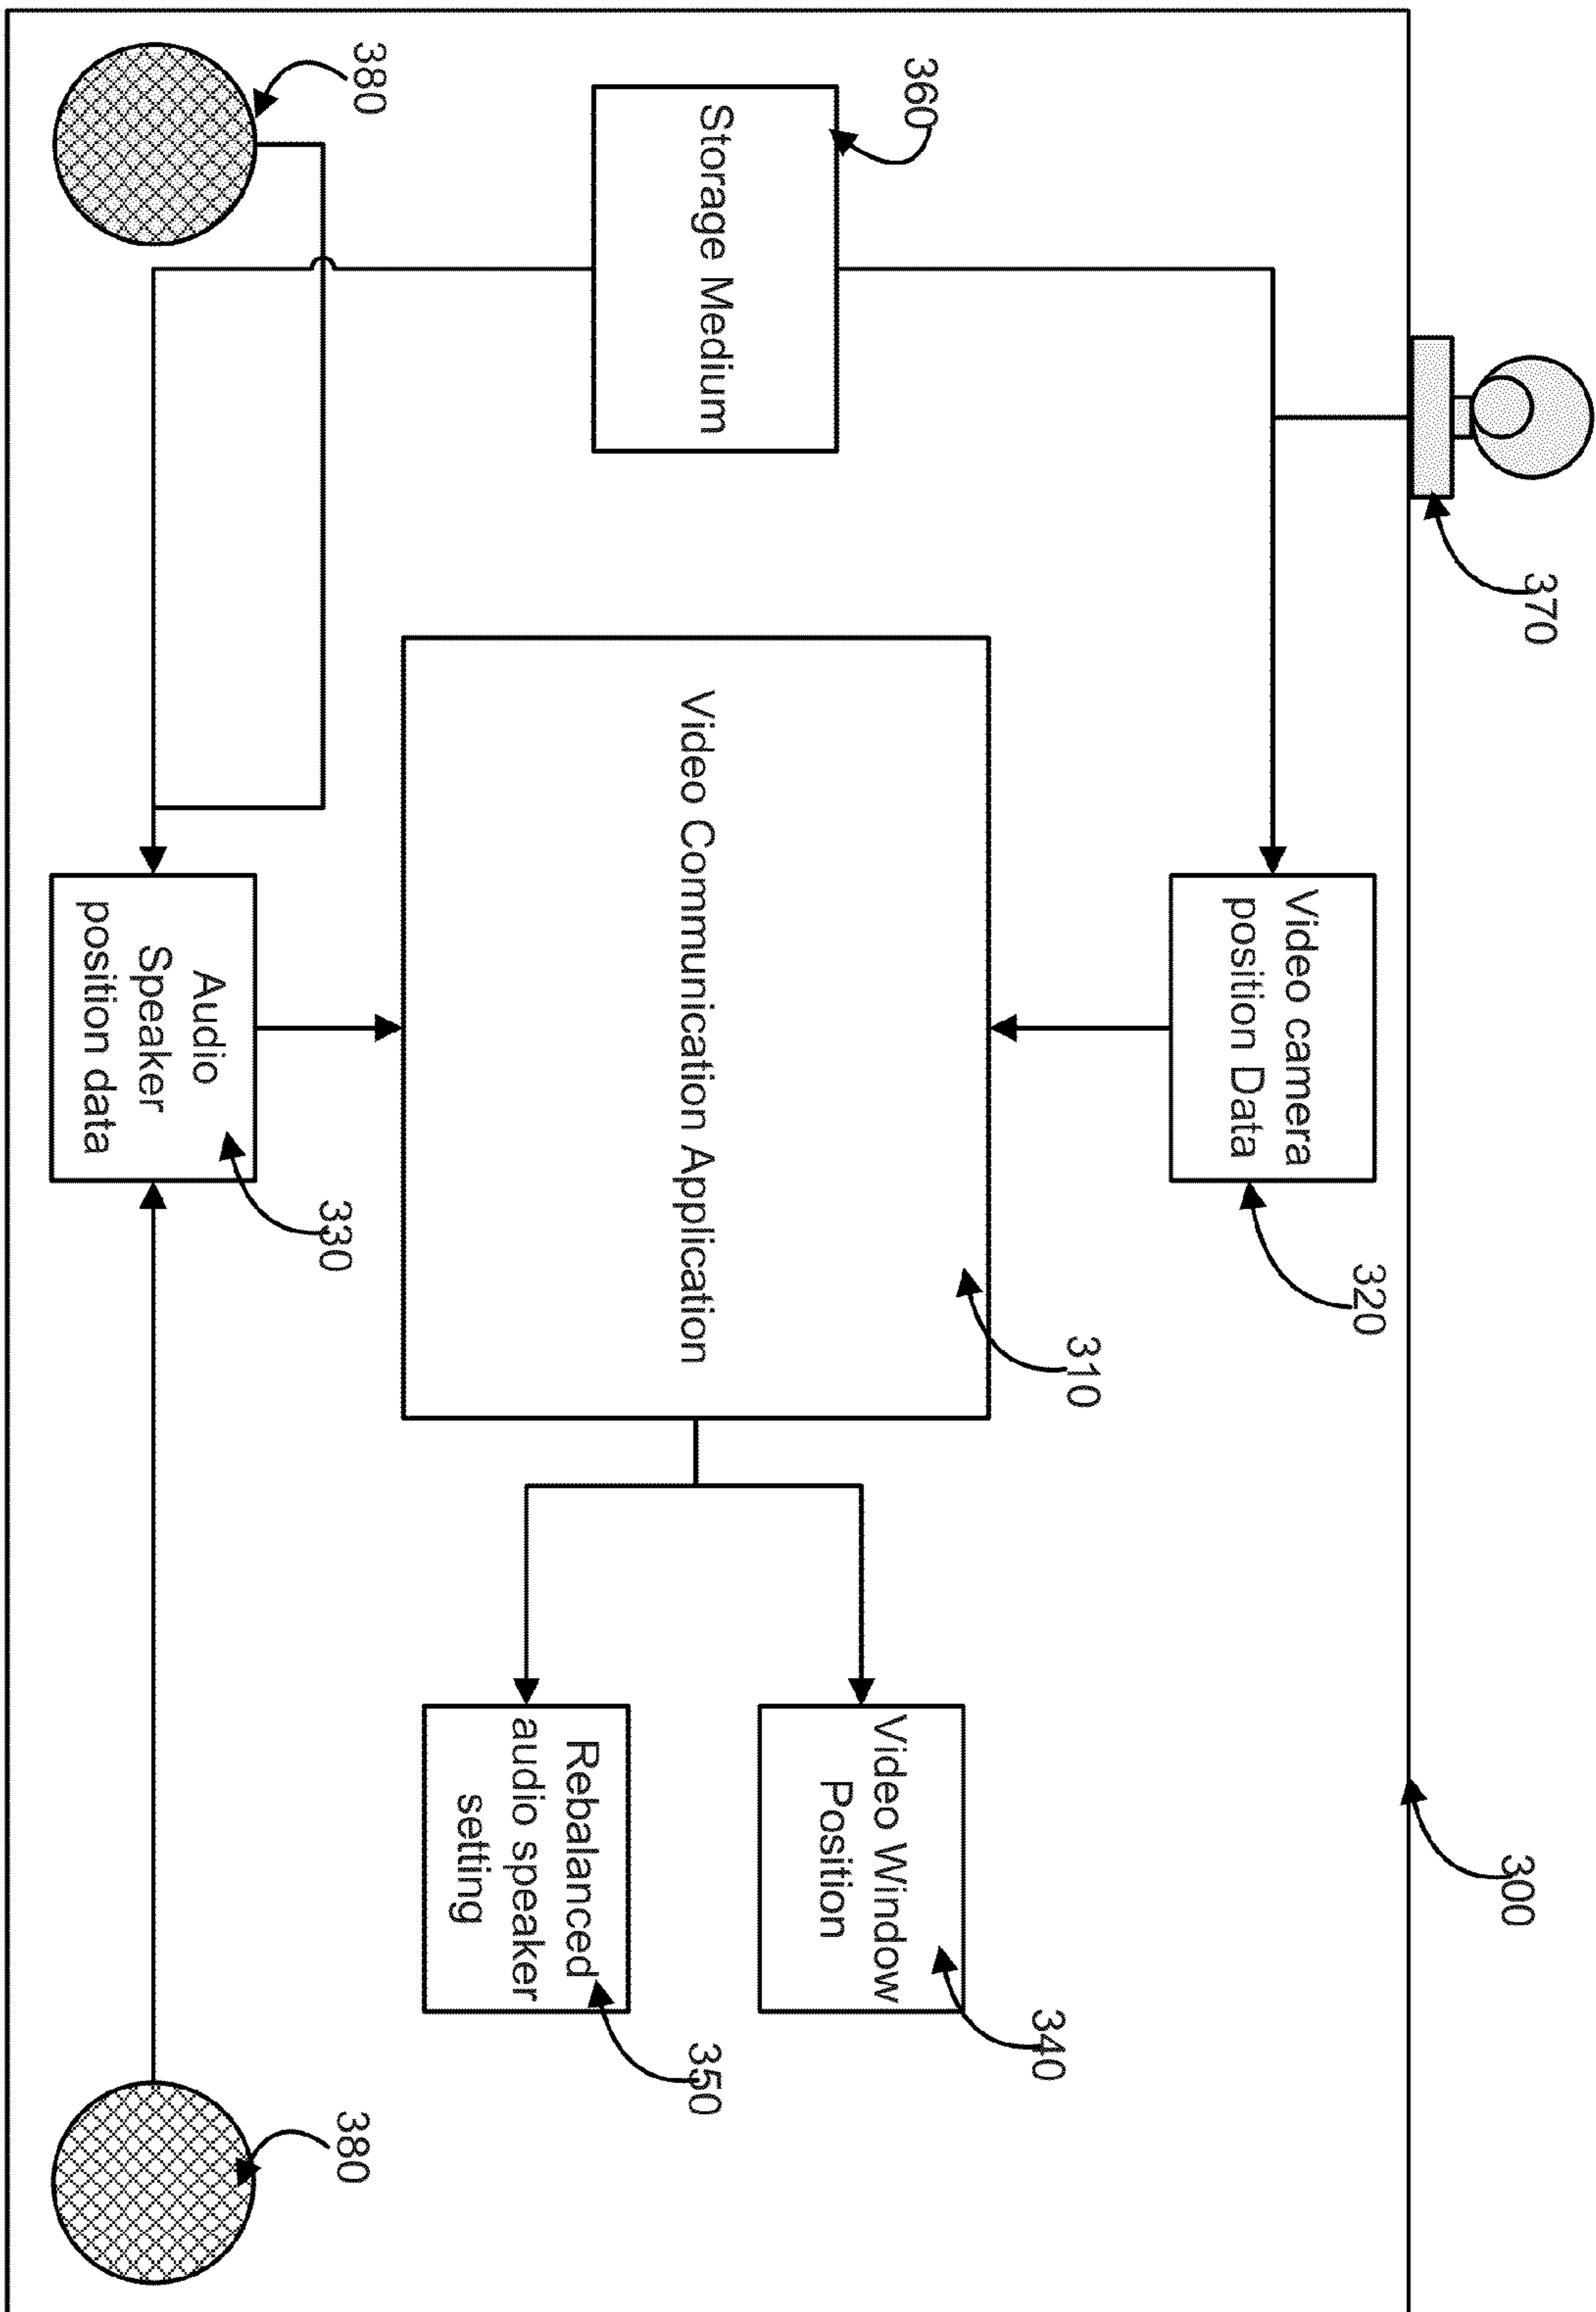 370
300
320
Video camera
position Data
360
Storage Medium
310
Video Communication Application
340
Video Window
Position
350
Rebalanced
audio speaker
setting
380
330
Audio
Speaker
position data
380